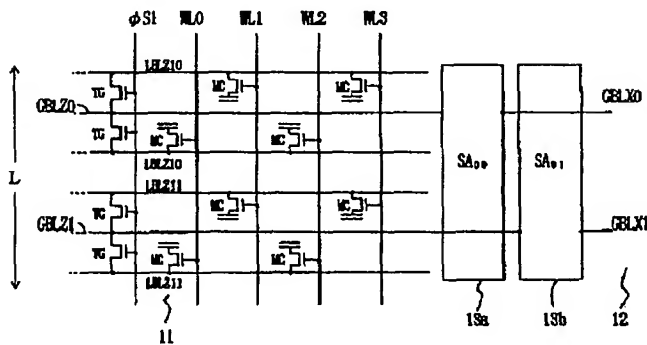 φS1 WL0 WL1 WL2 WL3
LBLZ10
TG MC MC
GBLZ0 GBLX0
TG MC MC
LBLZ10
L SA00 SA01
LBLZ11
TG MC MC
GBLZ1 GBLX1
TG MC MC
LBLZ11
11 13a 13b 12